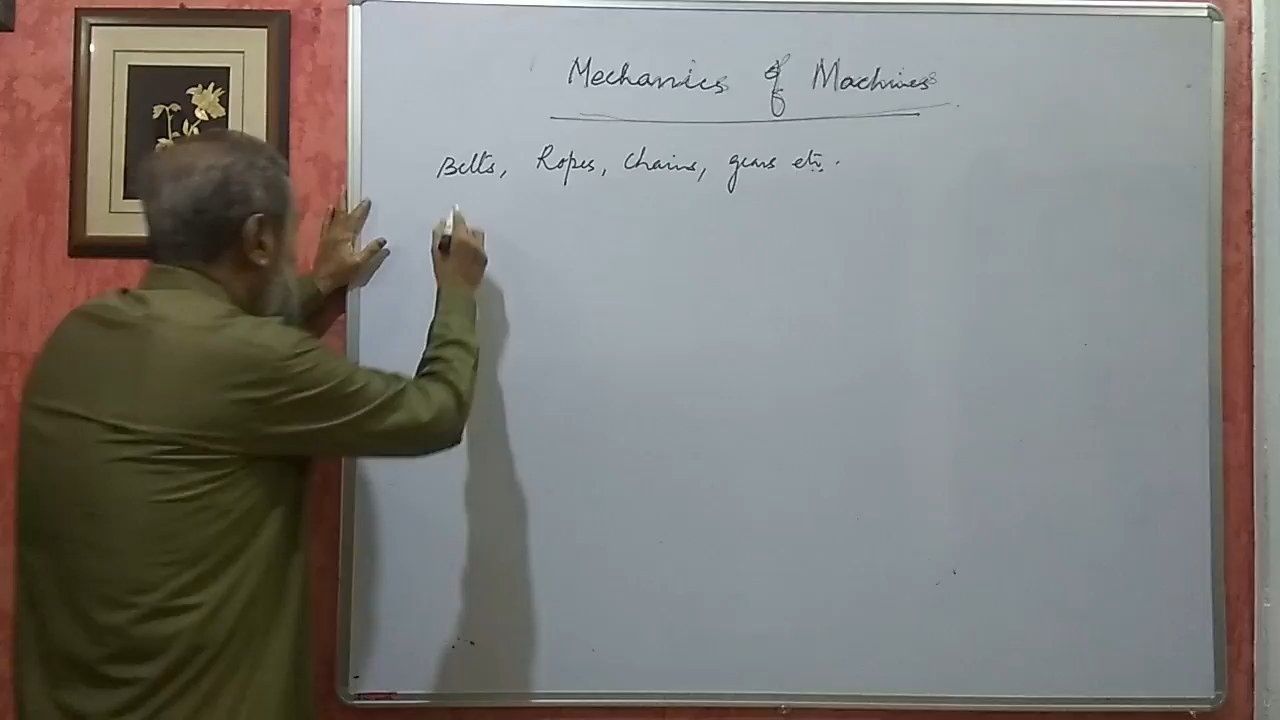 Mechanics of Machines
Belts, Ropes, Chains, gears etc.